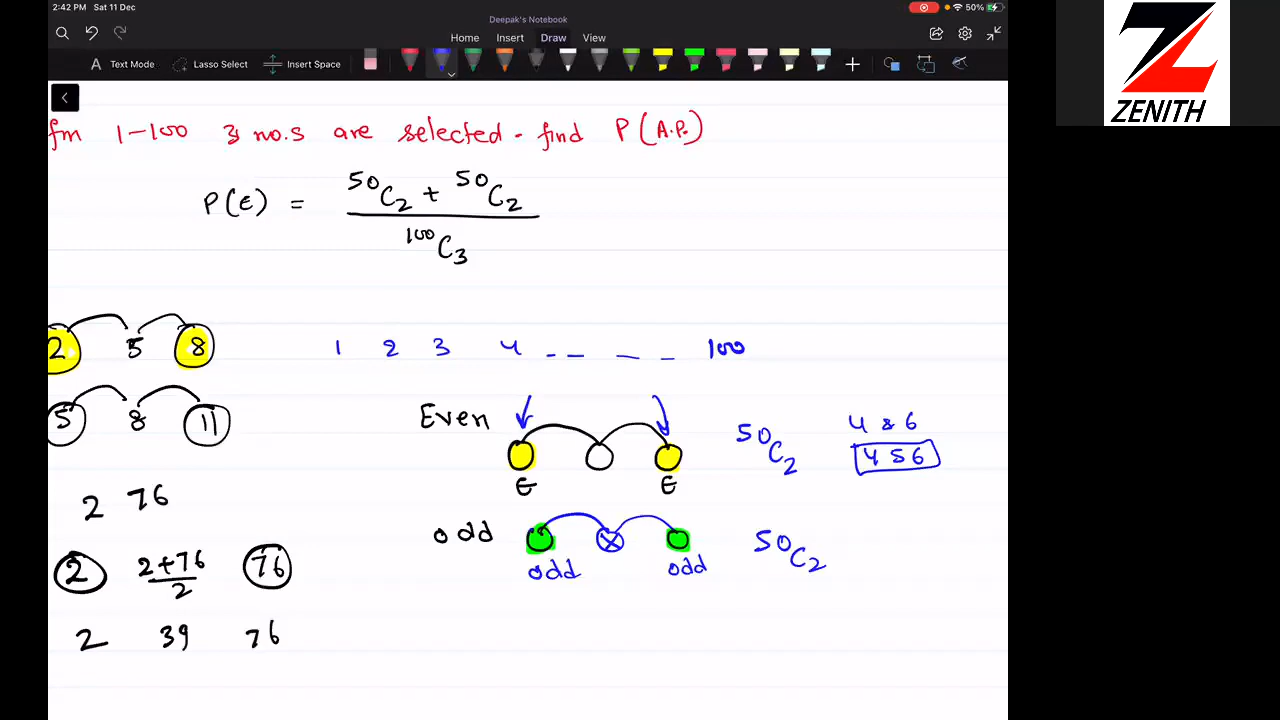 2:42 PM Sat 11 Dec
50%
Deepak's Notebook
Home Insert Draw View
Text Mode Lasso Select Insert Space
ZENITH
fm 1-100 3 no.s are selected - find P(A.P.)
P(E) = (⁵⁰C₂ + ⁵⁰C₂) / ¹⁰⁰C₃
2 5 8
1 2 3 4 -- _ _ 100
5 8 11
Even
E E
⁵⁰C₂
4 & 6
4 5 6
2 76
odd
odd odd
⁵⁰C₂
2 (2+76)/2 76
2 39 76